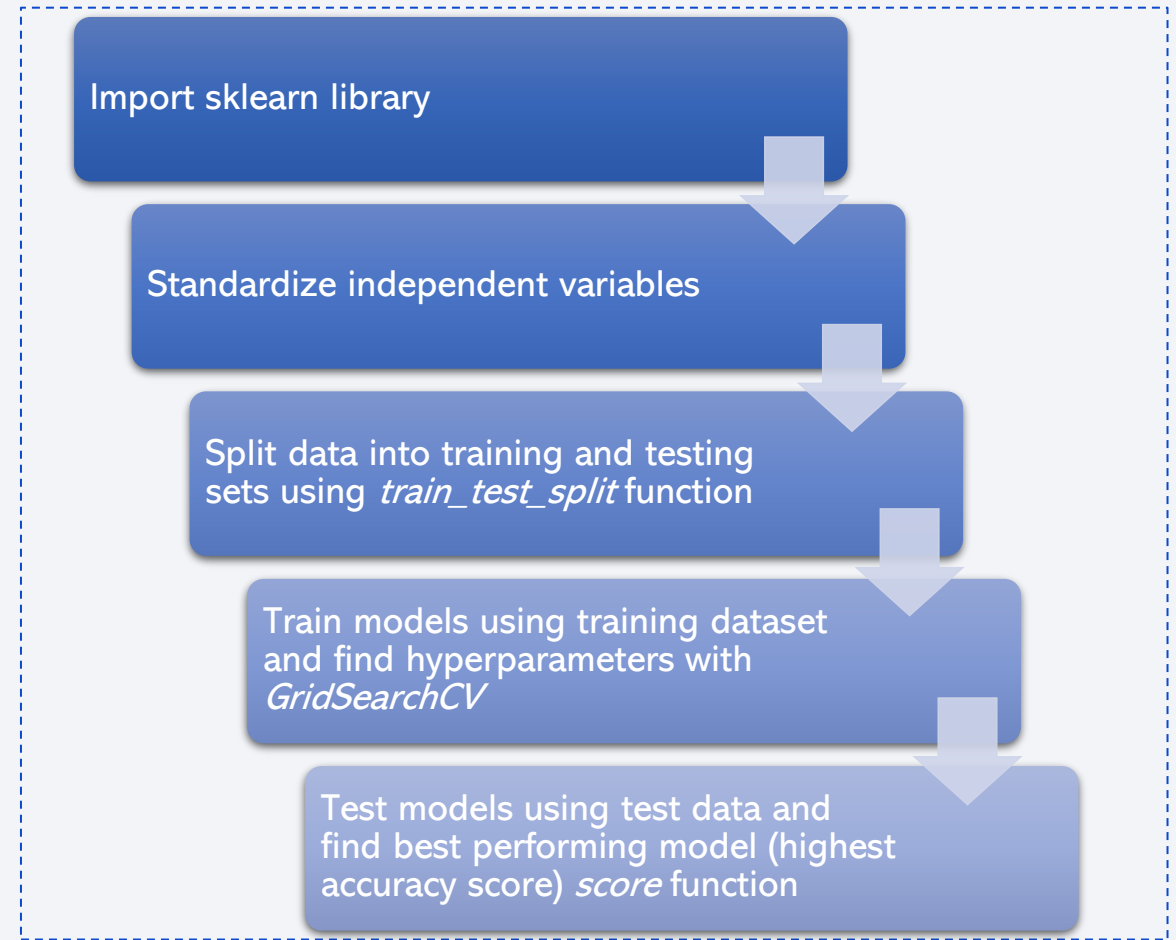 Import sklearn library
Standardize independent variables
Split data into training and testing
sets using train_test_split function
Train models using training dataset
and find hyperparameters with
GridSearchCV
Test models using test data and
find best performing model (highest
accuracy score) score function